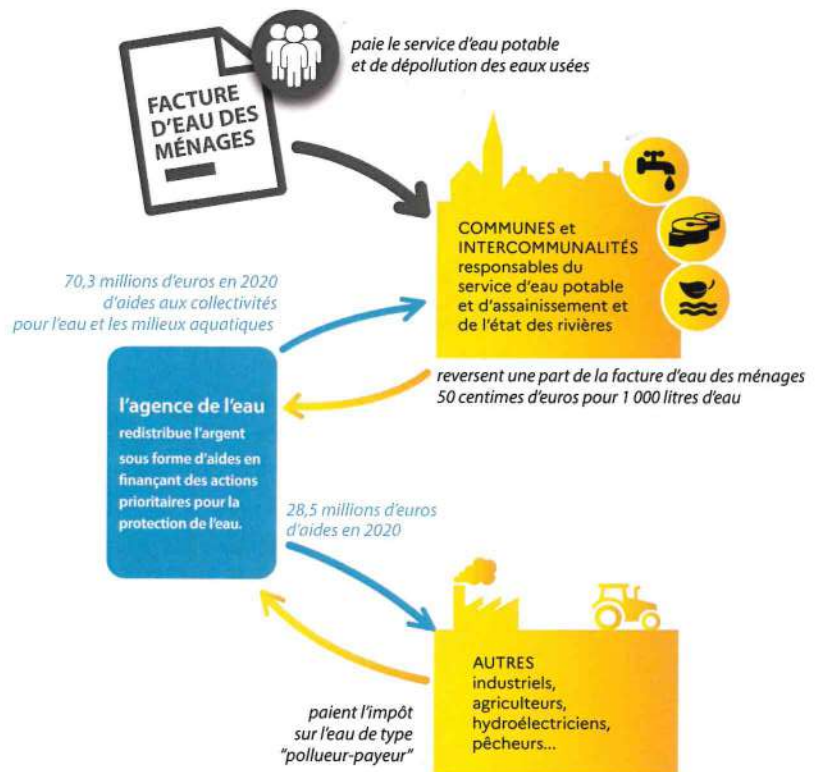 paie le service d'eau potable
et de dépollution des eaux usées
FACTURE
D'EAU DES
MÉNAGES
COMMUNES et
INTERCOMMUNALITÉS
responsables du
service d'eau potable
et d'assainissement et
de l'état des rivières
70,3 millions d'euros en 2020
d'aides aux collectivités
pour l'eau et les milieux aquatiques
reversent une part de la facture d'eau des ménages
50 centimes d'euros pour 1 000 litres d'eau
l'agence de l'eau
redistribue l'argent
sous forme d'aides en
finançant des actions
prioritaires pour la
protection de l'eau.
28,5 millions d'euros
d'aides en 2020
AUTRES
industriels,
agriculteurs,
hydroélectriciens,
pêcheurs...
paient l'impôt
sur l'eau de type
"pollueur-payeur"